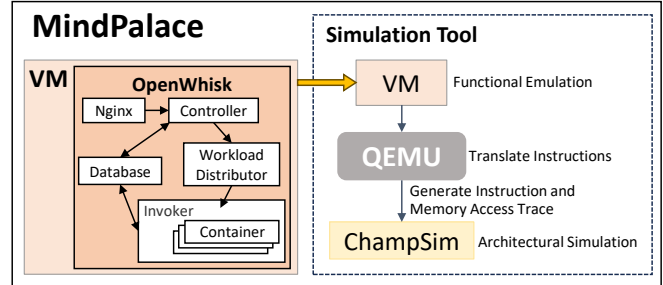 MindPalace
VM
OpenWhisk
Nginx
Controller
Database
Workload
Distributor
Invoker
Container
Simulation Tool
VM
Functional Emulation
QEMU
Translate Instructions
Generate Instruction and
Memory Access Trace
ChampSim
Architectural Simulation